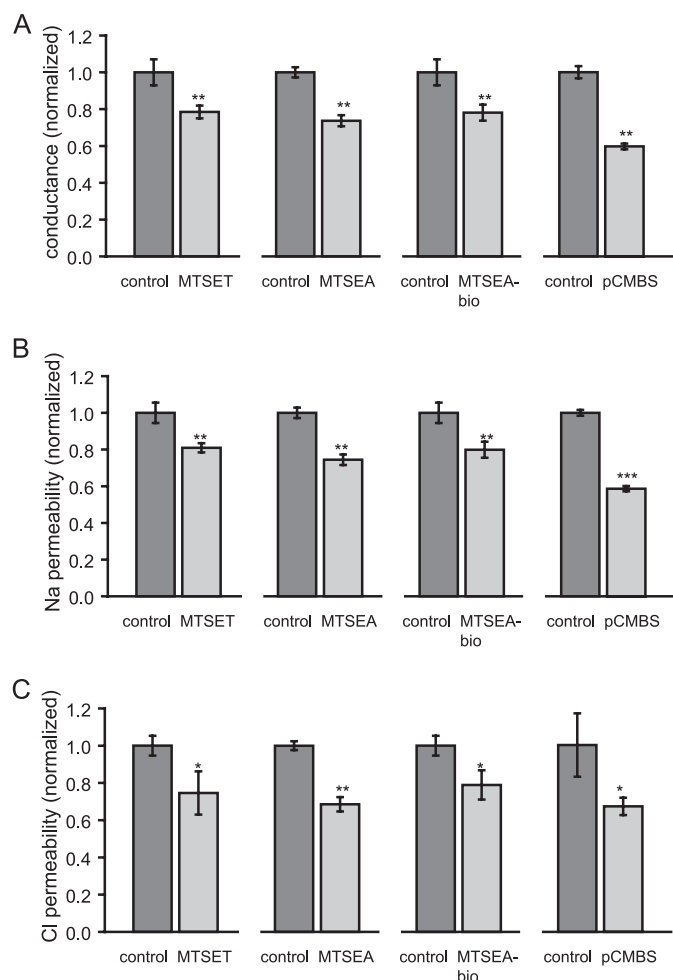 A
conductance (normalized)
1.2
1.0
0.8
0.6
0.4
0.2
0.0
** ** ** **
control MTSET control MTSEA control MTSEA-bio control pCMBS
B
Na permeability (normalized)
1.2
1.0
0.8
0.6
0.4
0.2
0.0
** ** ** ***
control MTSET control MTSEA control MTSEA-bio control pCMBS
C
Cl permeability (normalized)
1.2
1.0
0.8
0.6
0.4
0.2
0.0
* ** * *
control MTSET control MTSEA control MTSEA-bio control pCMBS